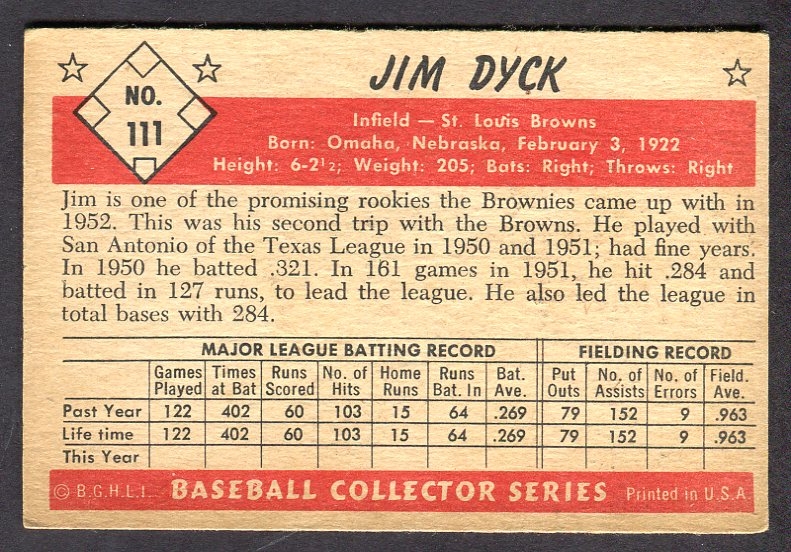 NO.
111
JIM DYCK
Infield — St. Louis Browns
Born: Omaha, Nebraska, February 3, 1922
Height: 6-2½; Weight: 205; Bats: Right; Throws: Right
Jim is one of the promising rookies the Brownies came up with in
1952. This was his second trip with the Browns. He played with
San Antonio of the Texas League in 1950 and 1951; had fine years.
In 1950 he batted .321. In 161 games in 1951, he hit .284 and
batted in 127 runs, to lead the league. He also led the league in
total bases with 284.
MAJOR LEAGUE BATTING RECORD FIELDING RECORD
Games Times Runs No. of Home Runs Bat. Put No. of No. of Field.
Played at Bat Scored Hits Runs Bat. In Ave. Outs Assists Errors Ave.
Past Year 122 402 60 103 15 64 .269 79 152 9 .963
Life time 122 402 60 103 15 64 .269 79 152 9 .963
This Year
© B.G.H.L.I. BASEBALL COLLECTOR SERIES Printed in U.S.A.